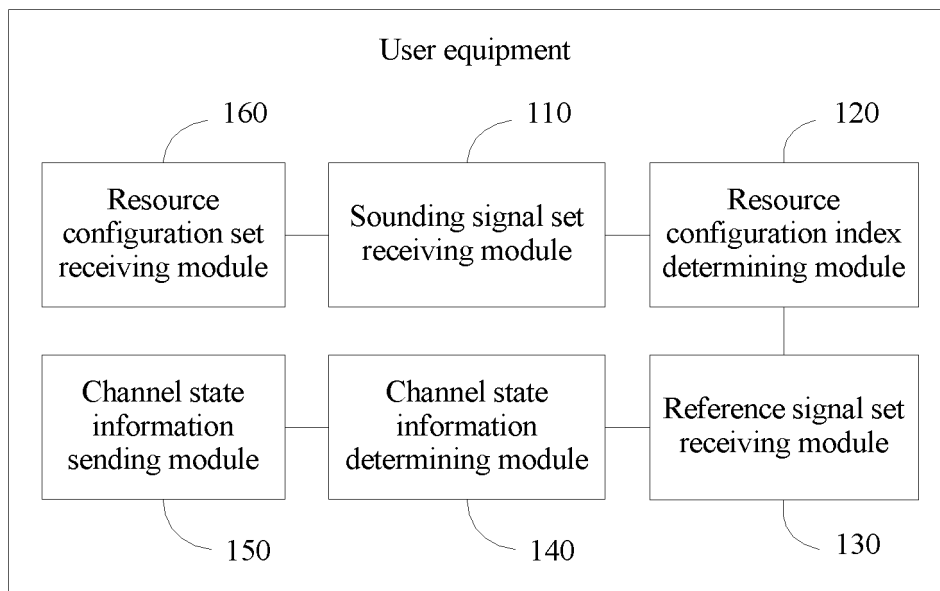 User equipment
160
110
120
Resource
configuration set
receiving module
Sounding signal set
receiving module
Resource
configuration index
determining module
Channel state
information
sending module
Channel state
information
determining module
Reference signal set
receiving module
150
140
130